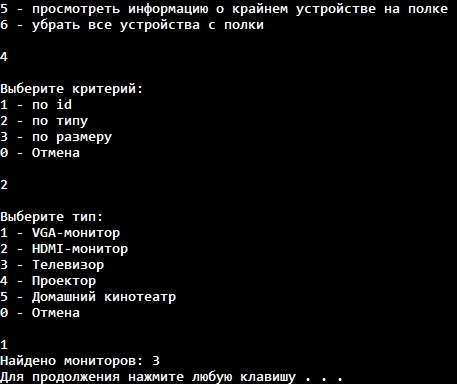 5 - просмотреть информацию о крайнем устройстве на полке
6 - убрать все устройства с полки
4
Выберите критерий:
1 - по id
2 - по типу
3 - по размеру
0 - Отмена
2
Выберите тип:
1 - VGA-монитор
2 - HDMI-монитор
3 - Телевизор
4 - Проектор
5 - Домашний кинотеатр
0 - Отмена
1
Найдено мониторов: 3
Для продолжения нажмите любую клавишу . . .